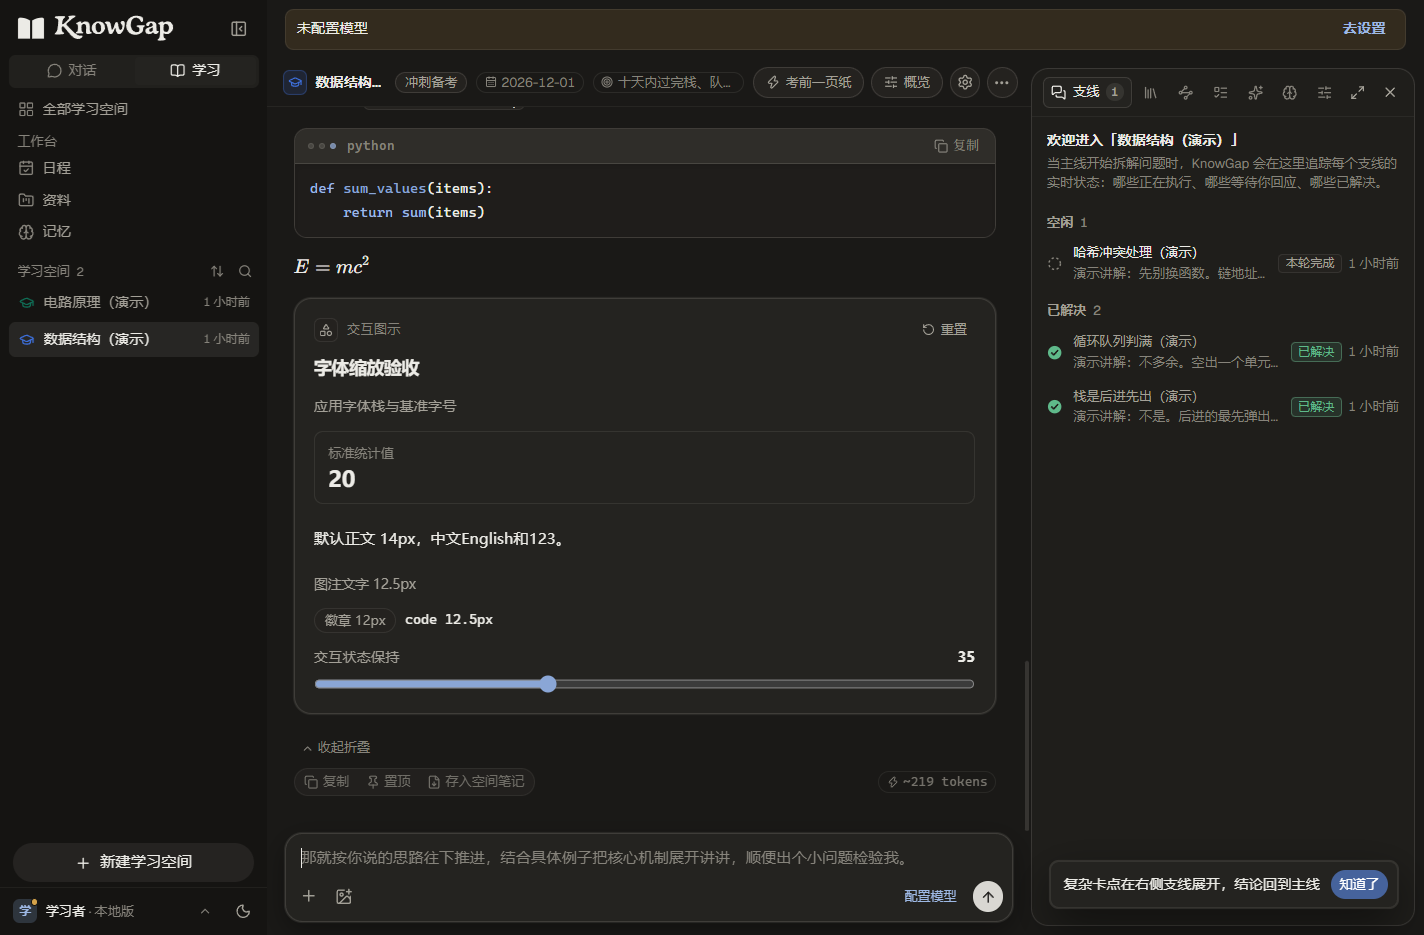 KnowGap
对话
学习
全部学习空间
工作台
日程
资料
记忆
学习空间 2
电路原理（演示） 1 小时前
数据结构（演示） 1 小时前
新建学习空间
学 学习者 · 本地版
未配置模型 去设置
数据结构... 冲刺备考 2026-12-01 十天内过完栈、队... 考前一页纸 概览
python 复制
def sum_values(items):
return sum(items)
E = mc²
交互图示 重置
字体缩放验收
应用字体栈与基准字号
标准统计值
20
默认正文 14px，中文English和123。
图注文字 12.5px
徽章 12px code 12.5px
交互状态保持 35
收起折叠
复制 置顶 存入空间笔记 ~219 tokens
那就按你说的思路往下推进，结合具体例子把核心机制展开讲讲，顺便出个小问题检验我。
配置模型
支线 1
欢迎进入「数据结构（演示）」
当主线开始拆解问题时，KnowGap 会在这里追踪每个支线的
实时状态：哪些正在执行、哪些等待你回应、哪些已解决。
空闲 1
哈希冲突处理（演示）
演示讲解：先别换函数。链地址... 本轮完成 1 小时前
已解决 2
循环队列判满（演示）
演示讲解：不多余。空出一个单元... 已解决 1 小时前
栈是后进先出（演示）
演示讲解：不是。后进的最先弹出... 已解决 1 小时前
复杂卡点在右侧支线展开，结论回到主线 知道了